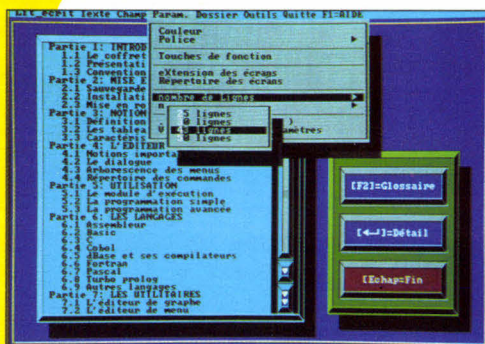 Lit_ecrit Texte Champ Param. Dossier Outils Quitte F1=AIDE
Couleur
Police
Touches de fonction
eXtension des écrans
Répertoire des écrans
nombre de Lignes
25 lignes
lignes
43 lignes
lignes
Partie 1: INTROD
1.1 Le coffret
1.2 Présentati
1.3 Convention
Partie 2: MISE E
2.1 Sauvegarde
2.2 Installati
2.3 Mise en
Partie 3: NOTION
3.1 Définition
3.2 Les tables
3.3 Caractéris
Partie 4: L'EDITEUR
4.1 Notions importa
4.2 Le dialogue
4.3 Arborescence des menus
4.4 Répertoire des commandes
Partie 5: UTILISATION
5.1 Le module d'exécution
5.2 La programmation simple
5.3 La programmation avancée
Partie 6: LES LANGAGES
6.1 Assembleur
6.2 Basic
6.3 C
6.4 Cobol
6.5 dBase et ses compilateurs
6.6 Fortran
6.7 Pascal
6.8 Turbo prolog
6.9 Autres langages
Partie 7: LES UTILITAIRES
7.1 L'éditeur de graphe
7.2 L'éditeur de menu
[F2]=Glossaire
[◄┘]=Détail
[Echap=Fin